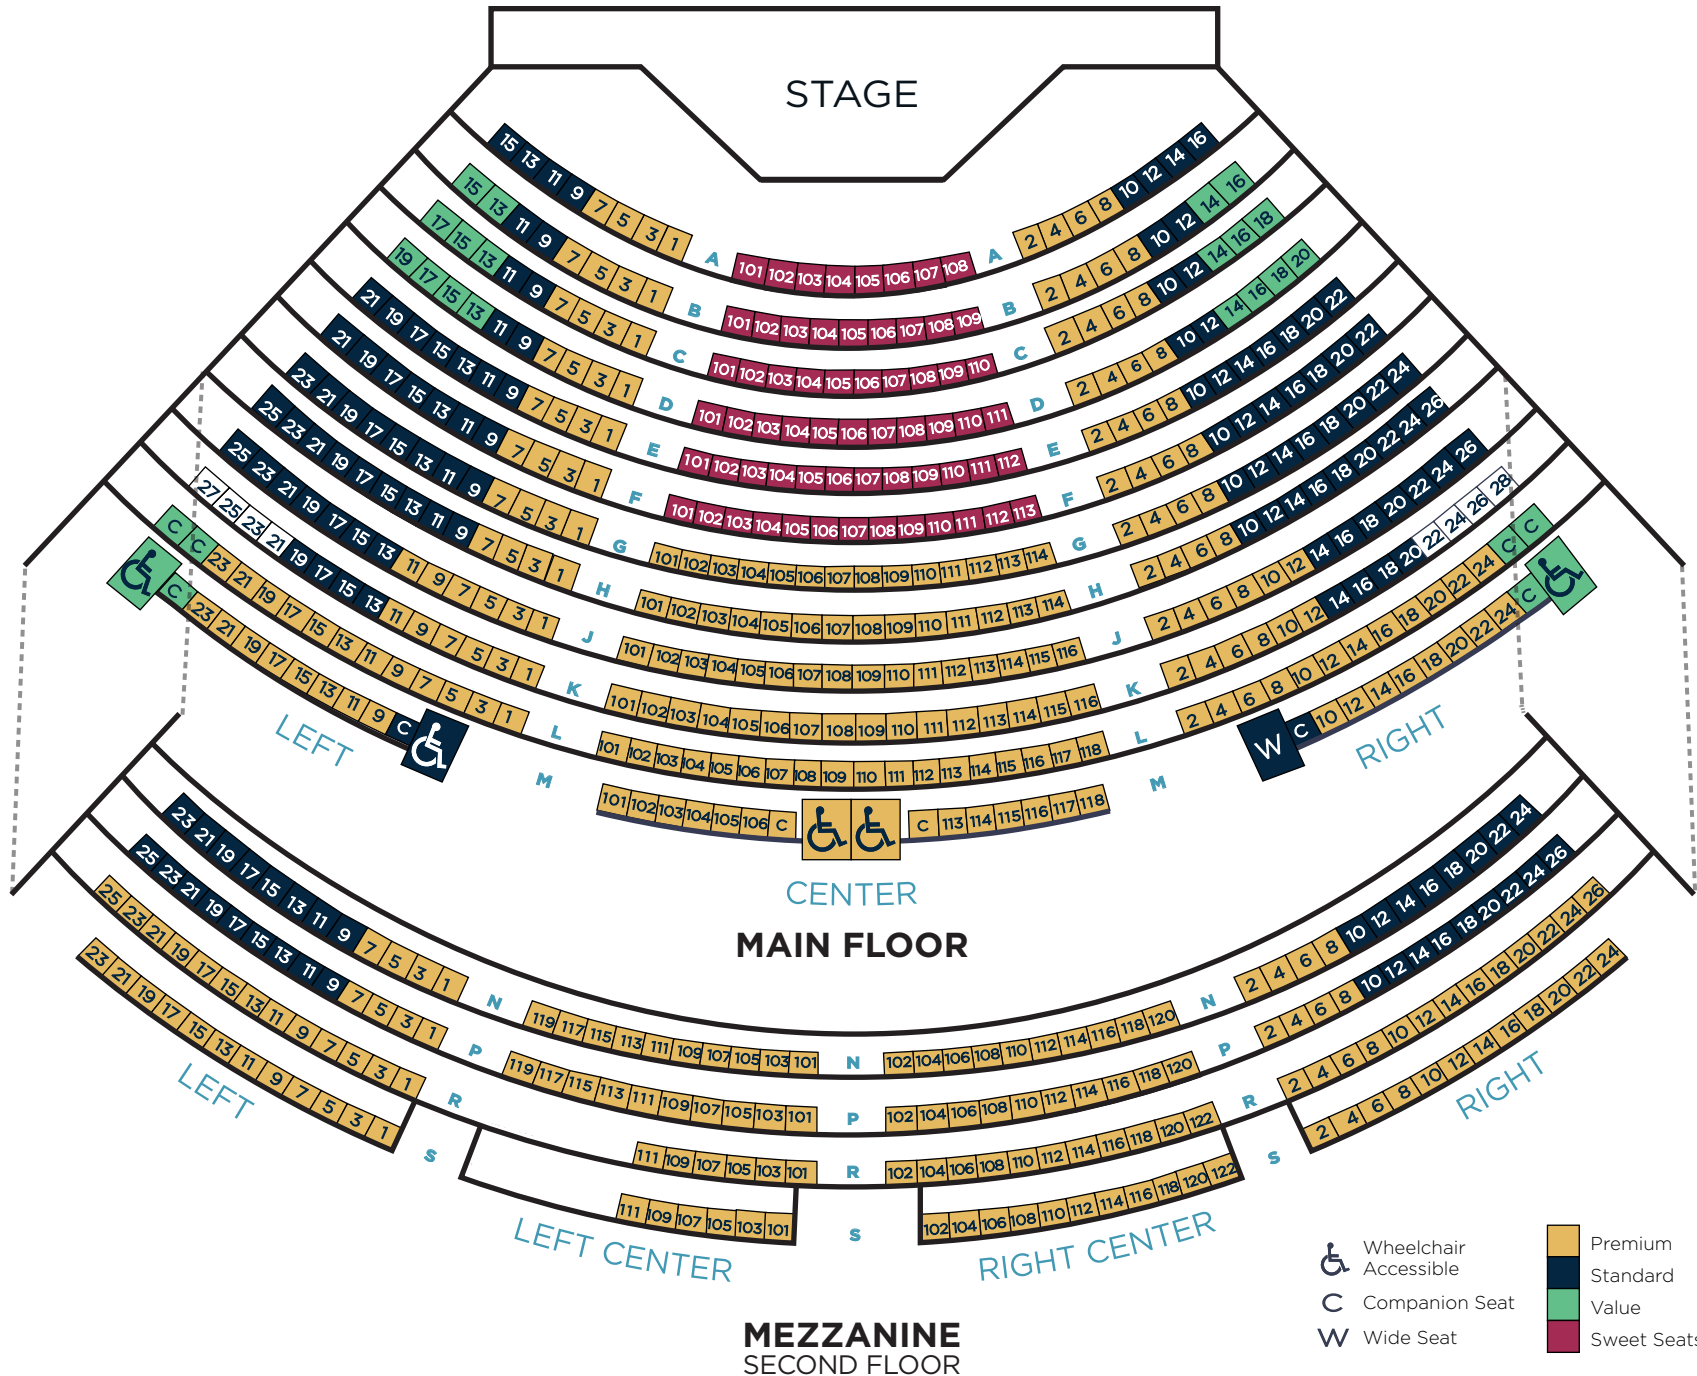 STAGE
15 13 11 9 7 5 3 1 A 101 102 103 104 105 106 107 108 A 2 4 6 8 10 12 14 16
15 13 11 9 7 5 3 1 B 101 102 103 104 105 106 107 108 109 B 2 4 6 8 10 12 14 16
17 15 13 11 9 7 5 3 1 C 101 102 103 104 105 106 107 108 109 110 C 2 4 6 8 10 12 14 16 18
19 17 15 13 11 9 7 5 3 1 D 101 102 103 104 105 106 107 108 109 110 111 D 2 4 6 8 10 12 14 16 18 20
21 19 17 15 13 11 9 7 5 3 1 E 101 102 103 104 105 106 107 108 109 110 111 112 E 2 4 6 8 10 12 14 16 18 20 22
21 19 17 15 13 11 9 7 5 3 1 F 101 102 103 104 105 106 107 108 109 110 111 112 113 F 2 4 6 8 10 12 14 16 18 20 22
23 21 19 17 15 13 11 9 7 5 3 1 G 101 102 103 104 105 106 107 108 109 110 111 112 113 114 G 2 4 6 8 10 12 14 16 18 20 22 24
25 23 21 19 17 15 13 11 9 7 5 3 1 H 101 102 103 104 105 106 107 108 109 110 111 112 113 114 H 2 4 6 8 10 12 14 16 18 20 22 24 26
25 23 21 19 17 15 13 11 9 7 5 3 1 J 101 102 103 104 105 106 107 108 109 110 111 112 113 114 115 116 J 2 4 6 8 10 12 14 16 18 20 22 24 26
27 25 23 21 19 17 15 13 11 9 7 5 3 1 K 101 102 103 104 105 106 107 108 109 110 111 112 113 114 115 116 K 2 4 6 8 10 12 14 16 18 20 22 24 26 28
C C 23 21 19 17 15 13 11 9 7 5 3 1 L 101 102 103 104 105 106 107 108 109 110 111 112 113 114 115 116 117 118 L 2 4 6 8 10 12 14 16 18 20 22 24 C C
C 23 21 19 17 15 13 11 9 C M 101 102 103 104 105 106 C C 113 114 115 116 117 118 M W C 10 12 14 16 18 20 22 24 C
LEFT
CENTER
RIGHT
MAIN FLOOR
23 21 19 17 15 13 11 9 7 5 3 1 N 119 117 115 113 111 109 107 105 103 101 N 102 104 106 108 110 112 114 116 118 120 N 2 4 6 8 10 12 14 16 18 20 22 24
25 23 21 19 17 15 13 11 9 7 5 3 1 P 119 117 115 113 111 109 107 105 103 101 P 102 104 106 108 110 112 114 116 118 120 P 2 4 6 8 10 12 14 16 18 20 22 24 26
25 23 21 19 17 15 13 11 9 7 5 3 1 R 111 109 107 105 103 101 R 102 104 106 108 110 112 114 116 118 120 122 R 2 4 6 8 10 12 14 16 18 20 22 24 26
23 21 19 17 15 13 11 9 7 5 3 1 S 111 109 107 105 103 101 S 102 104 106 108 110 112 114 116 118 120 122 S 2 4 6 8 10 12 14 16 18 20 22 24
LEFT
LEFT CENTER
RIGHT CENTER
RIGHT
MEZZANINE
SECOND FLOOR
Wheelchair
Accessible
C Companion Seat
W Wide Seat
Premium
Standard
Value
Sweet Seats